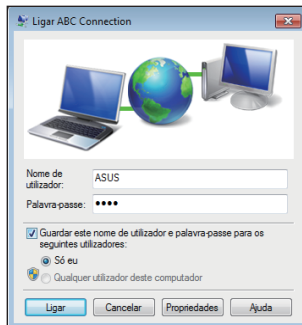 Ligar ABC Connection
Nome de
utilizador:
ASUS
Palavra-passe:
••••
Guardar este nome de utilizador e palavra-passe para os
seguintes utilizadores:
Só eu
Qualquer utilizador deste computador
Ligar
Cancelar
Propriedades
Ajuda